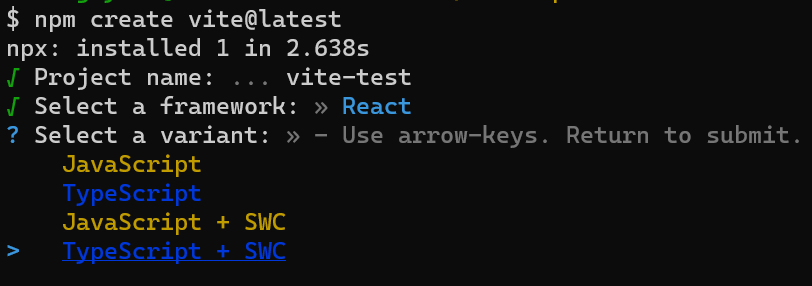 $ npm create vite@latest
npx: installed 1 in 2.638s
√ Project name: ... vite-test
√ Select a framework: » React
? Select a variant: » - Use arrow-keys. Return to submit.
JavaScript
TypeScript
JavaScript + SWC
> TypeScript + SWC